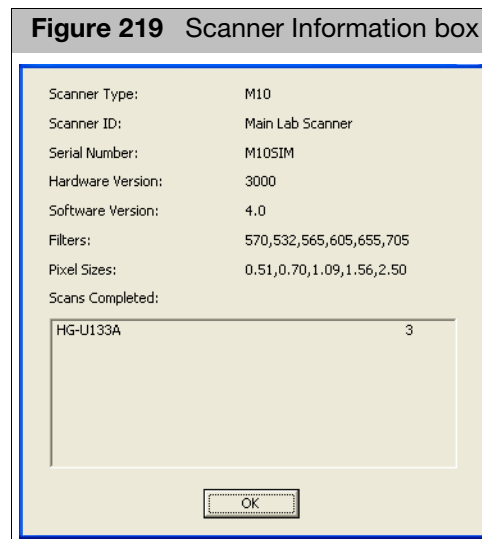 Figure 219 Scanner Information box
Scanner Type: M10
Scanner ID: Main Lab Scanner
Serial Number: M10SIM
Hardware Version: 3000
Software Version: 4.0
Filters: 570,532,565,605,655,705
Pixel Sizes: 0.51,0.70,1.09,1.56,2.50
Scans Completed:
HG-U133A 3
OK